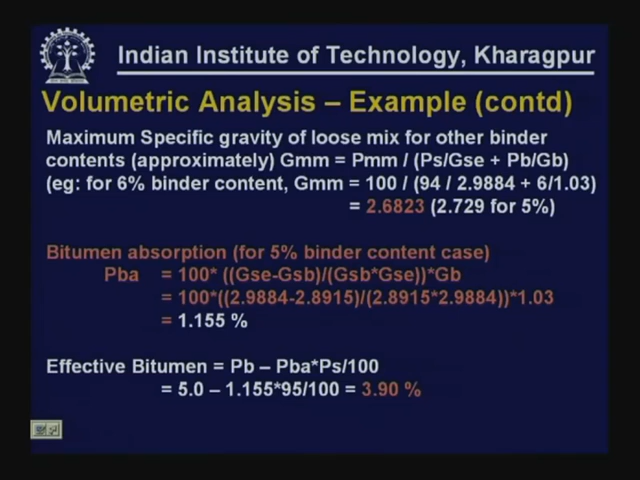 Indian Institute of Technology, Kharagpur
Volumetric Analysis – Example (contd)
Maximum Specific gravity of loose mix for other binder
contents (approximately) Gmm = Pmm / (Ps/Gse + Pb/Gb)
(eg: for 6% binder content, Gmm = 100 / (94 / 2.9884 + 6/1.03)
= 2.6823 (2.729 for 5%)
Bitumen absorption (for 5% binder content case)
Pba = 100* ((Gse-Gsb)/(Gsb*Gse))*Gb
= 100*((2.9884-2.8915)/(2.8915*2.9884))*1.03
= 1.155 %
Effective Bitumen = Pb – Pba*Ps/100
= 5.0 – 1.155*95/100 = 3.90 %